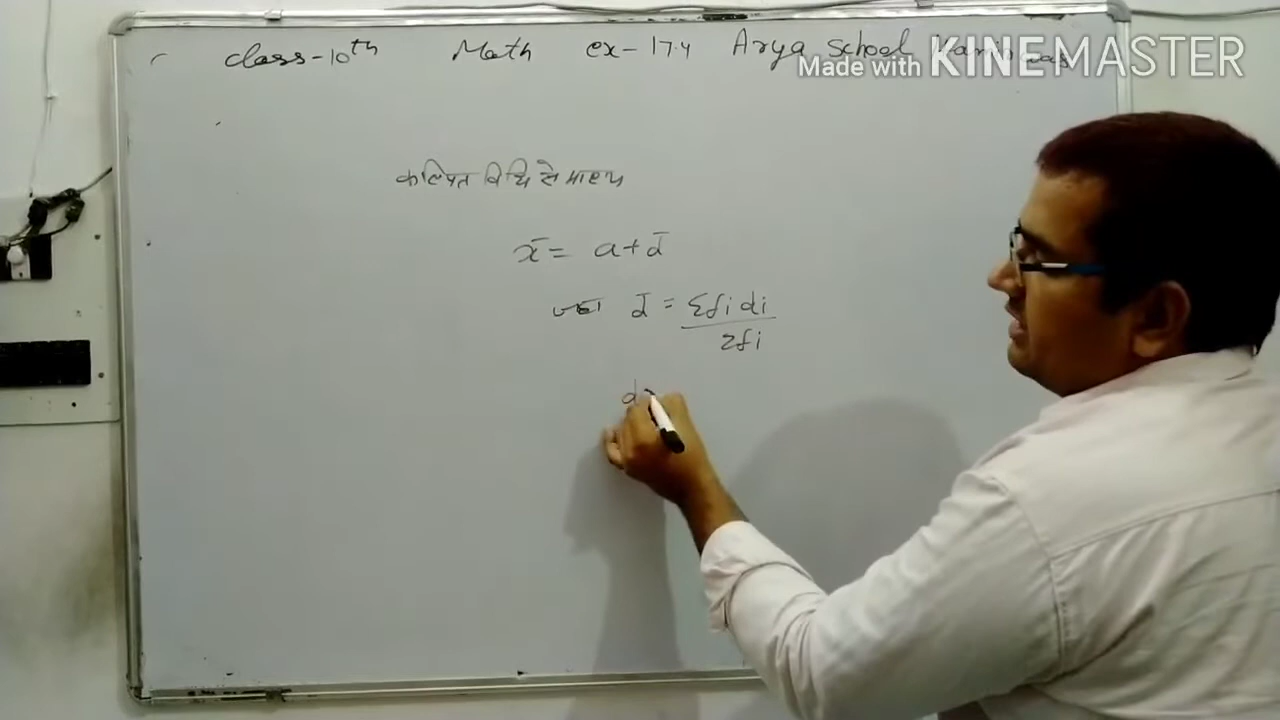 class-10th Math ex-17.4 Arya School
Made with KINEMASTER
कल्पित विधि से माध्य
x̄ = a + d̄
जहाँ d̄ = Σfidi / Σfi
d